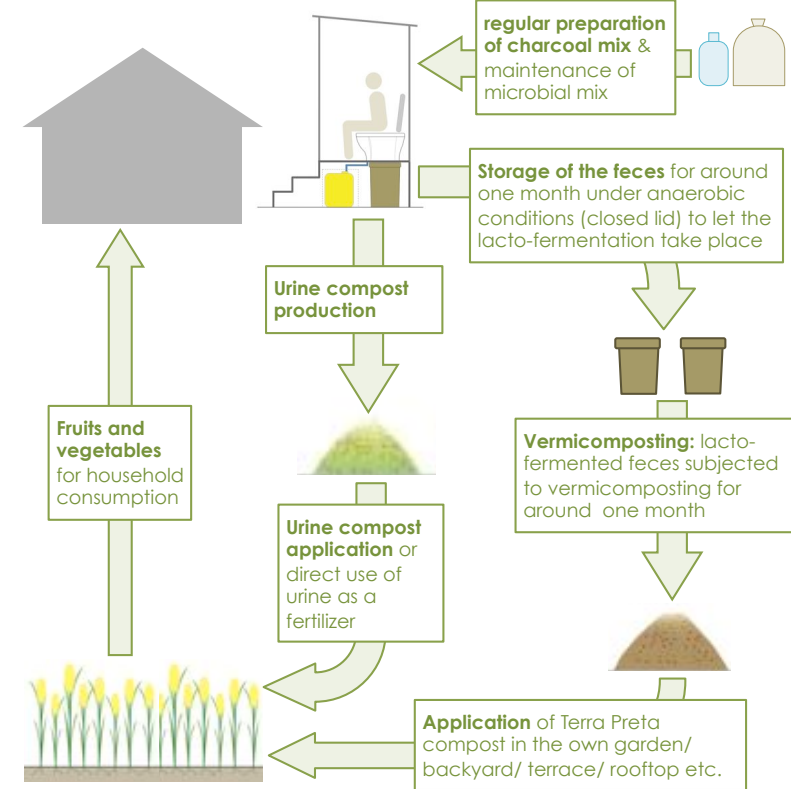 regular preparation
of charcoal mix &
maintenance of
microbial mix
Storage of the feces for around
one month under anaerobic
conditions (closed lid) to let the
lacto-fermentation take place
Urine compost
production
Fruits and
vegetables
for household
consumption
Vermicomposting: lacto-
fermented feces subjected
to vermicomposting for
around one month
Urine compost
application or
direct use of
urine as a
fertilizer
Application of Terra Preta
compost in the own garden/
backyard/ terrace/ rooftop etc.